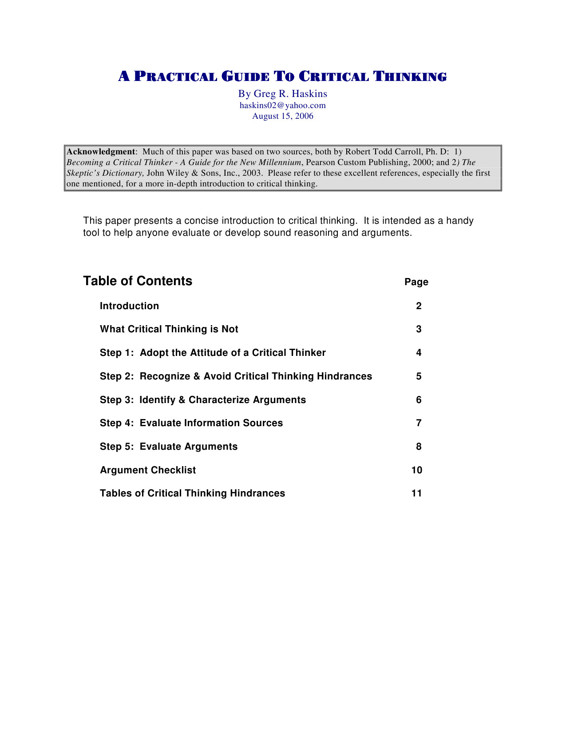 A PRACTICAL GUIDE TO CRITICAL THINKING
By Greg R. Haskins
haskins02@yahoo.com
August 15, 2006
Acknowledgment: Much of this paper was based on two sources, both by Robert Todd Carroll, Ph. D: 1)
Becoming a Critical Thinker - A Guide for the New Millennium, Pearson Custom Publishing, 2000; and 2) The
Skeptic's Dictionary, John Wiley & Sons, Inc., 2003. Please refer to these excellent references, especially the first
one mentioned, for a more in-depth introduction to critical thinking.
This paper presents a concise introduction to critical thinking. It is intended as a handy
tool to help anyone evaluate or develop sound reasoning and arguments.
Table of Contents Page
Introduction 2
What Critical Thinking is Not 3
Step 1: Adopt the Attitude of a Critical Thinker 4
Step 2: Recognize & Avoid Critical Thinking Hindrances 5
Step 3: Identify & Characterize Arguments 6
Step 4: Evaluate Information Sources 7
Step 5: Evaluate Arguments 8
Argument Checklist 10
Tables of Critical Thinking Hindrances 11